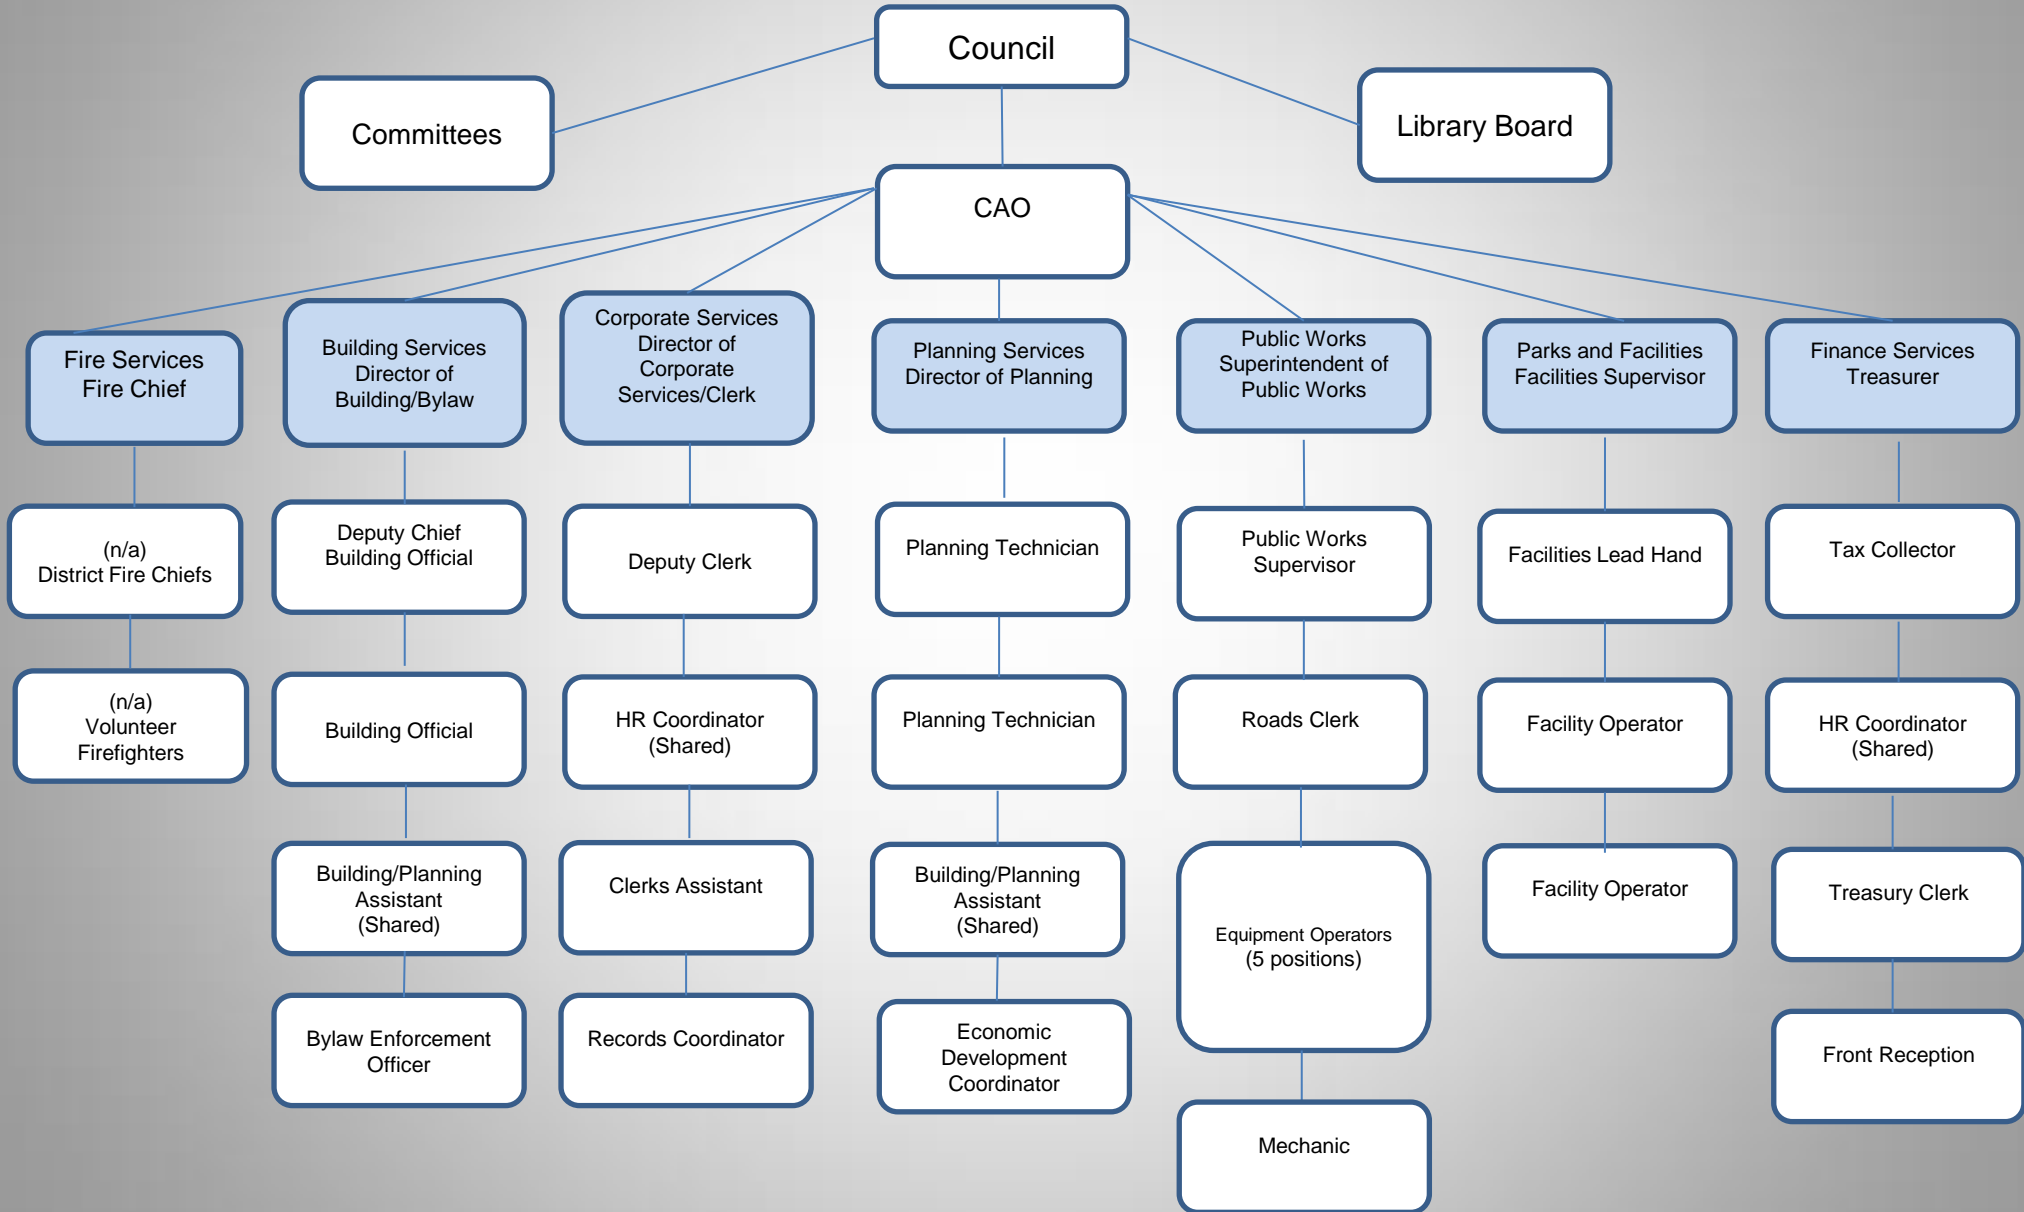 Council
Committees
Library Board
CAO
Fire Services
Fire Chief
Building Services
Director of
Building/Bylaw
Corporate Services
Director of
Corporate
Services/Clerk
Planning Services
Director of Planning
Public Works
Superintendent of
Public Works
Parks and Facilities
Facilities Supervisor
Finance Services
Treasurer
(n/a)
District Fire Chiefs
Deputy Chief
Building Official
Deputy Clerk
Planning Technician
Public Works
Supervisor
Facilities Lead Hand
Tax Collector
(n/a)
Volunteer
Firefighters
Building Official
HR Coordinator
(Shared)
Planning Technician
Roads Clerk
Facility Operator
HR Coordinator
(Shared)
Building/Planning
Assistant
(Shared)
Clerks Assistant
Building/Planning
Assistant
(Shared)
Equipment Operators
(5 positions)
Facility Operator
Treasury Clerk
Bylaw Enforcement
Officer
Records Coordinator
Economic
Development
Coordinator
Front Reception
Mechanic